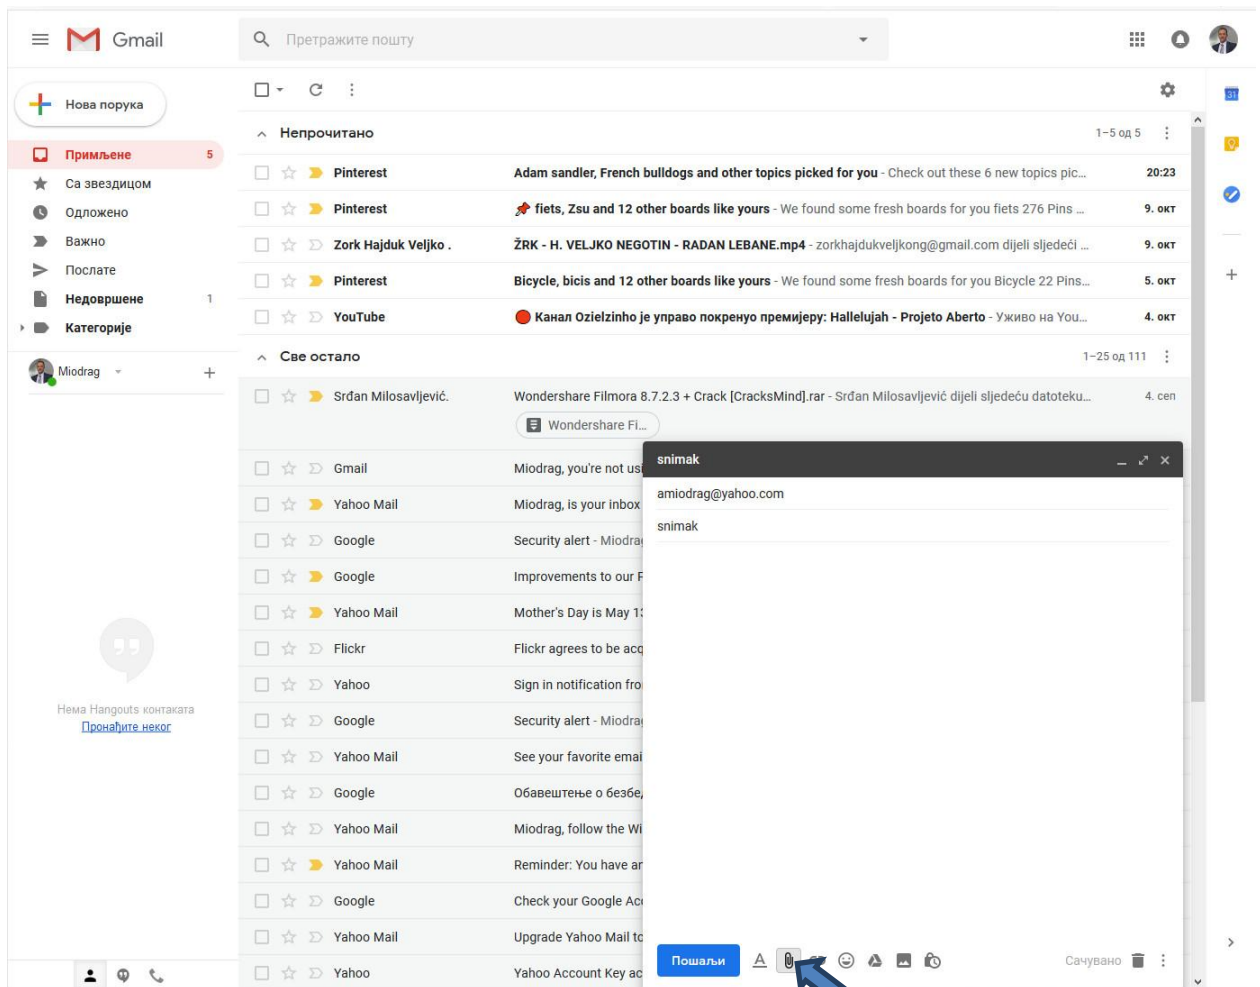 Gmail
Претражите пошту
Нова порука
Примљене 5
Са звездицом
Одложено
Важно
Послате
Недовршене 1
Категорије
Miodrag
Нема Hangouts контаката
Пронађите неког
Непрочитано 1–5 од 5
Pinterest Adam sandler, French bulldogs and other topics picked for you - Check out these 6 new topics pic... 20:23
Pinterest fiets, Zsu and 12 other boards like yours - We found some fresh boards for you fiets 276 Pins ... 9. окт
Zork Hajduk Veljko . ŽRK - H. VELJKO NEGOTIN - RADAN LEBANE.mp4 - zorkhajdukveljkong@gmail.com dijeli sljedeći ... 9. окт
Pinterest Bicycle, bicis and 12 other boards like yours - We found some fresh boards for you Bicycle 22 Pins... 5. окт
YouTube Канал Ozielzinho је управо покренуо премијеру: Hallelujah - Projeto Aberto - Уживо на You... 4. окт
Све остало 1–25 од 111
Srđan Milosavljević. Wondershare Filmora 8.7.2.3 + Crack [CracksMind].rar - Srđan Milosavljević dijeli sljedeću datoteku... 4. сеп
Wondershare Fi...
Gmail Miodrag, you're not usi
Yahoo Mail Miodrag, is your inbox
Google Security alert - Miodrag
Google Improvements to our P
Yahoo Mail Mother's Day is May 13
Flickr Flickr agrees to be acq
Yahoo Sign in notification fro
Google Security alert - Miodrag
Yahoo Mail See your favorite emai
Google Обавештење о безбе
Yahoo Mail Miodrag, follow the Wi
Yahoo Mail Reminder: You have an
Google Check your Google Acc
Yahoo Mail Upgrade Yahoo Mail to
Yahoo Yahoo Account Key ac
snimak
amiodrag@yahoo.com
snimak
Пошаљи Сачувано
31